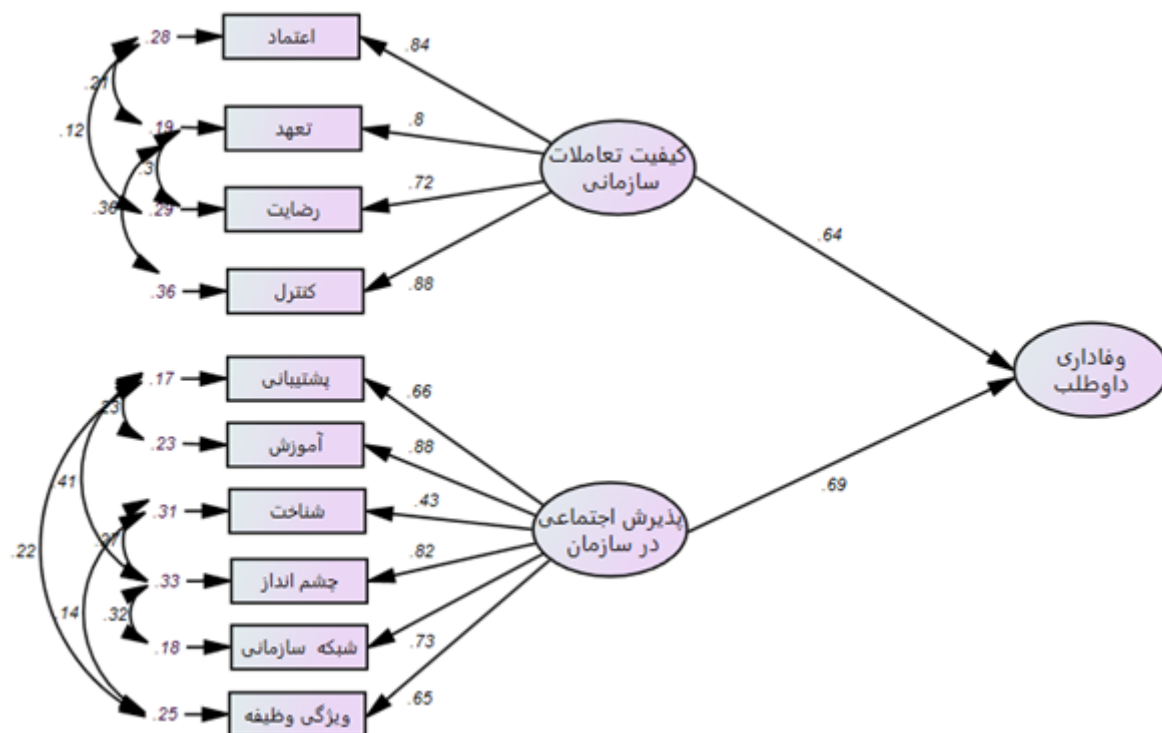 .28
اعتماد
.84
.21
.12
.19
تعهد
.8
کیفیت تعاملات
سازمانی
.3
.36
.29
رضایت
.72
.64
.36
کنترل
.88
وفاداری
داوطلب
.17
پشتیبانی
.66
.23
.23
آموزش
.88
.41
.31
شناخت
.43
پذیرش اجتماعی
در سازمان
.69
.22
.27
.33
چشم انداز
.82
.14
.32
.18
شبکه سازمانی
.73
.25
ویژگی وظیفه
.65